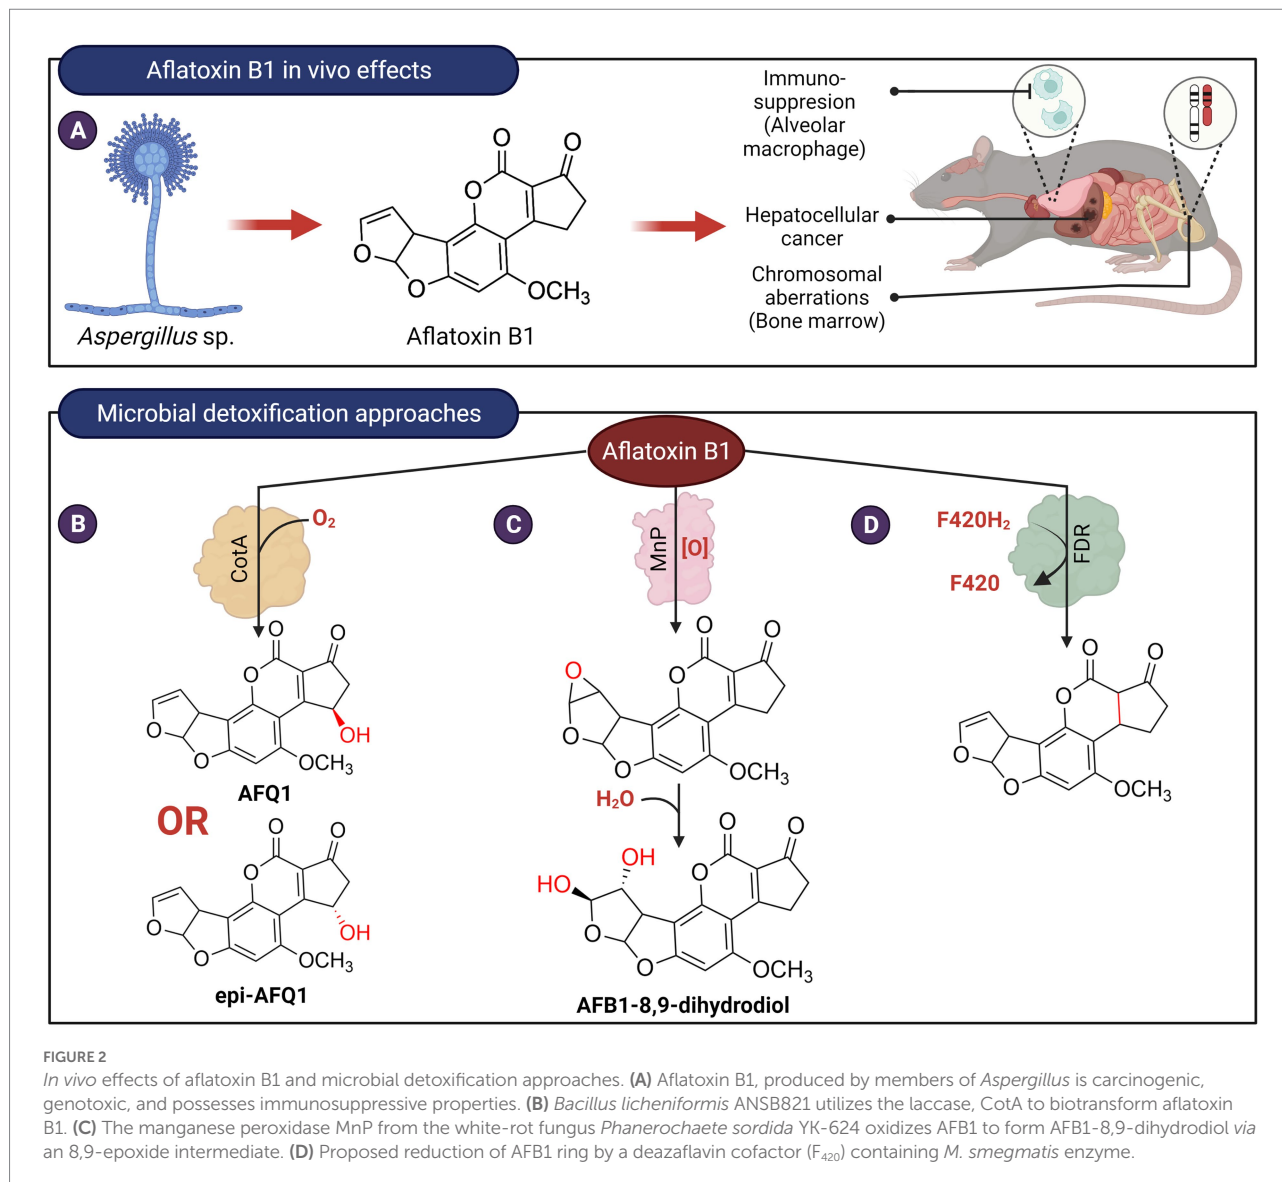 Aflatoxin B1 in vivo effects
A
Aspergillus sp.
O
O
O
O
O
OCH3
Aflatoxin B1
Immuno-
suppresion
(Alveolar
macrophage)
Hepatocellular
cancer
Chromosomal
aberrations
(Bone marrow)
Microbial detoxification approaches
Aflatoxin B1
B
CotA
O2
O
O
O
O
O
OH
OCH3
AFQ1
OR
O
O
O
O
O
OH
OCH3
epi-AFQ1
C
MnP
[O]
O
O
O
O
O
O
OCH3
H2O
OH
HO
O
O
O
O
O
OCH3
AFB1-8,9-dihydrodiol
D
F420H2
F420
FDR
O
O
O
O
O
OCH3
FIGURE 2
In vivo effects of aflatoxin B1 and microbial detoxification approaches. (A) Aflatoxin B1, produced by members of Aspergillus is carcinogenic,
genotoxic, and possesses immunosuppressive properties. (B) Bacillus licheniformis ANSB821 utilizes the laccase, CotA to biotransform aflatoxin
B1. (C) The manganese peroxidase MnP from the white-rot fungus Phanerochaete sordida YK-624 oxidizes AFB1 to form AFB1-8,9-dihydrodiol via
an 8,9-epoxide intermediate. (D) Proposed reduction of AFB1 ring by a deazaflavin cofactor (F420) containing M. smegmatis enzyme.